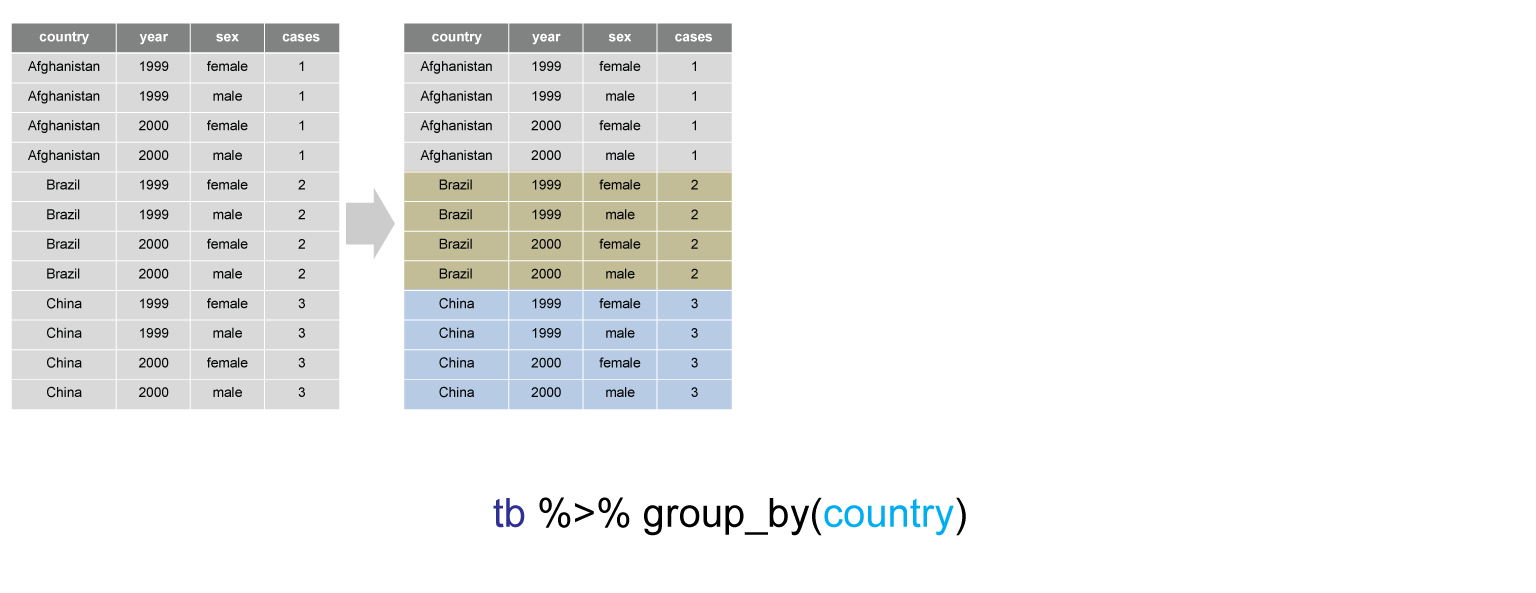 country year sex cases country year sex cases
Afghanistan 1999 female 1 Afghanistan 1999 female 1
Afghanistan 1999 male 1 Afghanistan 1999 male 1
Afghanistan 2000 female 1 Afghanistan 2000 female 1
Afghanistan 2000 male 1 Afghanistan 2000 male 1
Brazil 1999 female 2 Brazil 1999 female 2
Brazil 1999 male 2 Brazil 1999 male 2
Brazil 2000 female 2 Brazil 2000 female 2
Brazil 2000 male 2 Brazil 2000 male 2
China 1999 female 3 China 1999 female 3
China 1999 male 3 China 1999 male 3
China 2000 female 3 China 2000 female 3
China 2000 male 3 China 2000 male 3
tb %>% group_by(country)